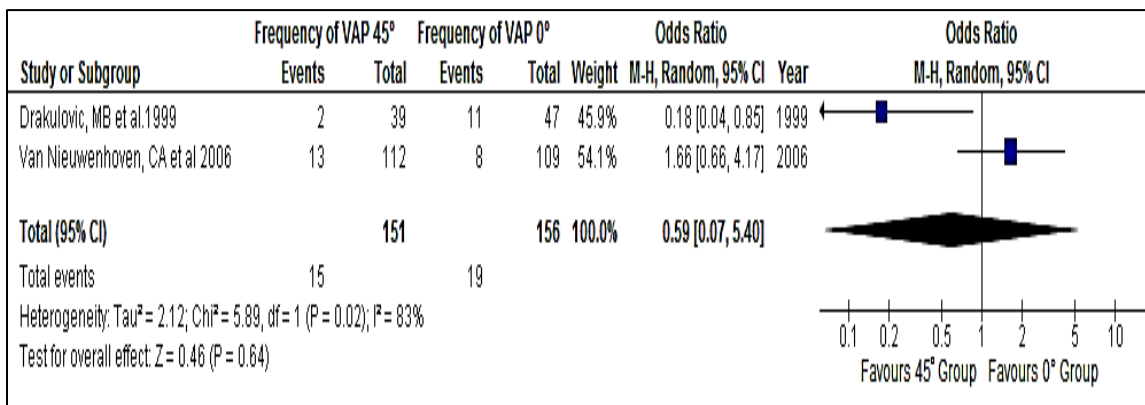 Frequency of VAP 45° Frequency of VAP 0° Odds Ratio Odds Ratio
Study or Subgroup Events Total Events Total Weight M-H, Random, 95% CI Year M-H, Random, 95% CI
Drakulovic, MB et al.1999 2 39 11 47 45.9% 0.18 [0.04, 0.85] 1999
Van Nieuwenhoven, CA et al 2006 13 112 8 109 54.1% 1.66 [0.66, 4.17] 2006
Total (95% CI) 151 156 100.0% 0.59 [0.07, 5.40]
Total events 15 19
Heterogeneity: Tau² = 2.12; Chi² = 5.89, df = 1 (P = 0.02); I² = 83%
Test for overall effect: Z = 0.46 (P = 0.64)
0.1 0.2 0.5 1 2 5 10
Favours 45° Group Favours 0° Group